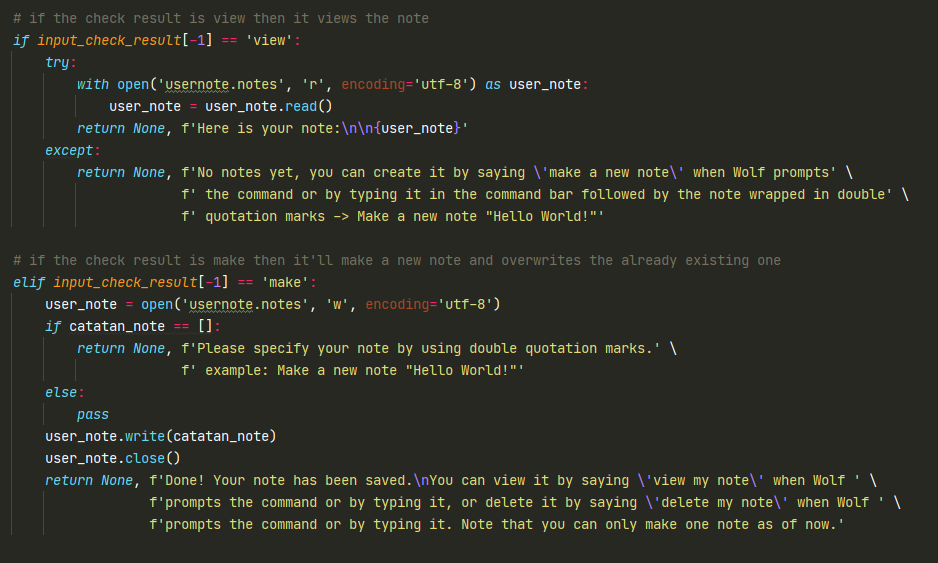 # if the check result is view then it views the note
if input_check_result[-1] == 'view':
    try:
        with open('usernote.notes', 'r', encoding='utf-8') as user_note:
            user_note = user_note.read()
        return None, f'Here is your note:\n\n{user_note}'
    except:
        return None, f'No notes yet, you can create it by saying \'make a new note\' when Wolf prompts' \
                     f' the command or by typing it in the command bar followed by the note wrapped in double' \
                     f' quotation marks -> Make a new note "Hello World!"'

# if the check result is make then it'll make a new note and overwrites the already existing one
elif input_check_result[-1] == 'make':
    user_note = open('usernote.notes', 'w', encoding='utf-8')
    if catatan_note == []:
        return None, f'Please specify your note by using double quotation marks.' \
                     f' example: Make a new note "Hello World!"'
    else:
        pass
    user_note.write(catatan_note)
    user_note.close()
    return None, f'Done! Your note has been saved.\nYou can view it by saying \'view my note\' when Wolf ' \
                 f'prompts the command or by typing it, or delete it by saying \'delete my note\' when Wolf ' \
                 f'prompts the command or by typing it. Note that you can only make one note as of now.'